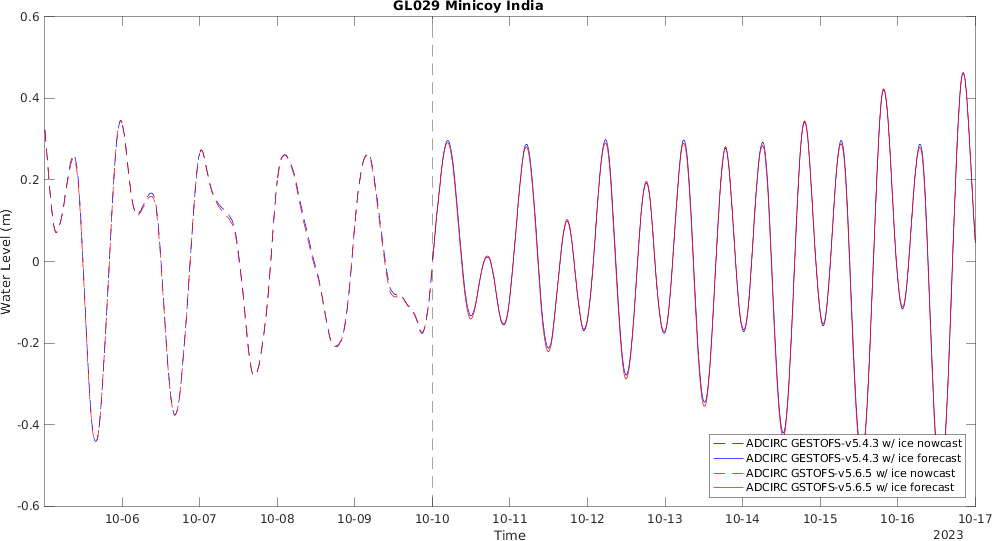 GL029 Minicoy India
0.6
0.4
0.2
0
-0.2
-0.4
-0.6
Water Level (m)
ADCIRC GESTOFS-v5.4.3 w/ ice nowcast
ADCIRC GESTOFS-v5.4.3 w/ ice forecast
ADCIRC GSTOFS-v5.6.5 w/ ice nowcast
ADCIRC GSTOFS-v5.6.5 w/ ice forecast
10-06 10-07 10-08 10-09 10-10 10-11 10-12 10-13 10-14 10-15 10-16 10-17
Time
2023